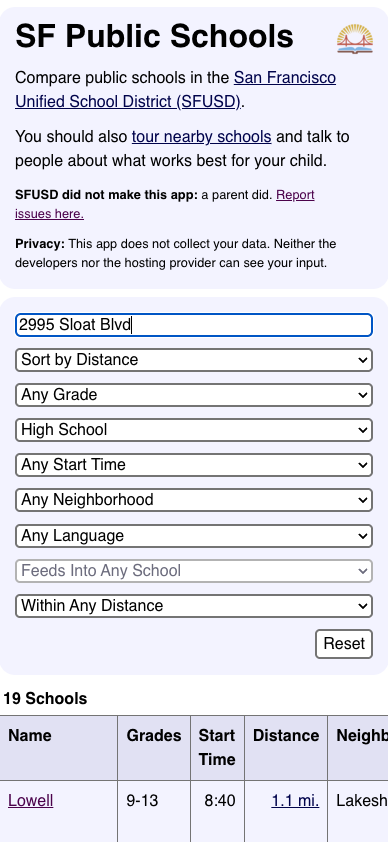 SF Public Schools
Compare public schools in the San Francisco
Unified School District (SFUSD).
You should also tour nearby schools and talk to
people about what works best for your child.
SFUSD did not make this app: a parent did. Report
issues here.
Privacy: This app does not collect your data. Neither the
developers nor the hosting provider can see your input.
2995 Sloat Blvd
Sort by Distance
Any Grade
High School
Any Start Time
Any Neighborhood
Any Language
Feeds Into Any School
Within Any Distance
Reset
19 Schools
Name Grades Start Time Distance Neighb
Lowell 9-13 8:40 1.1 mi. Lakesh